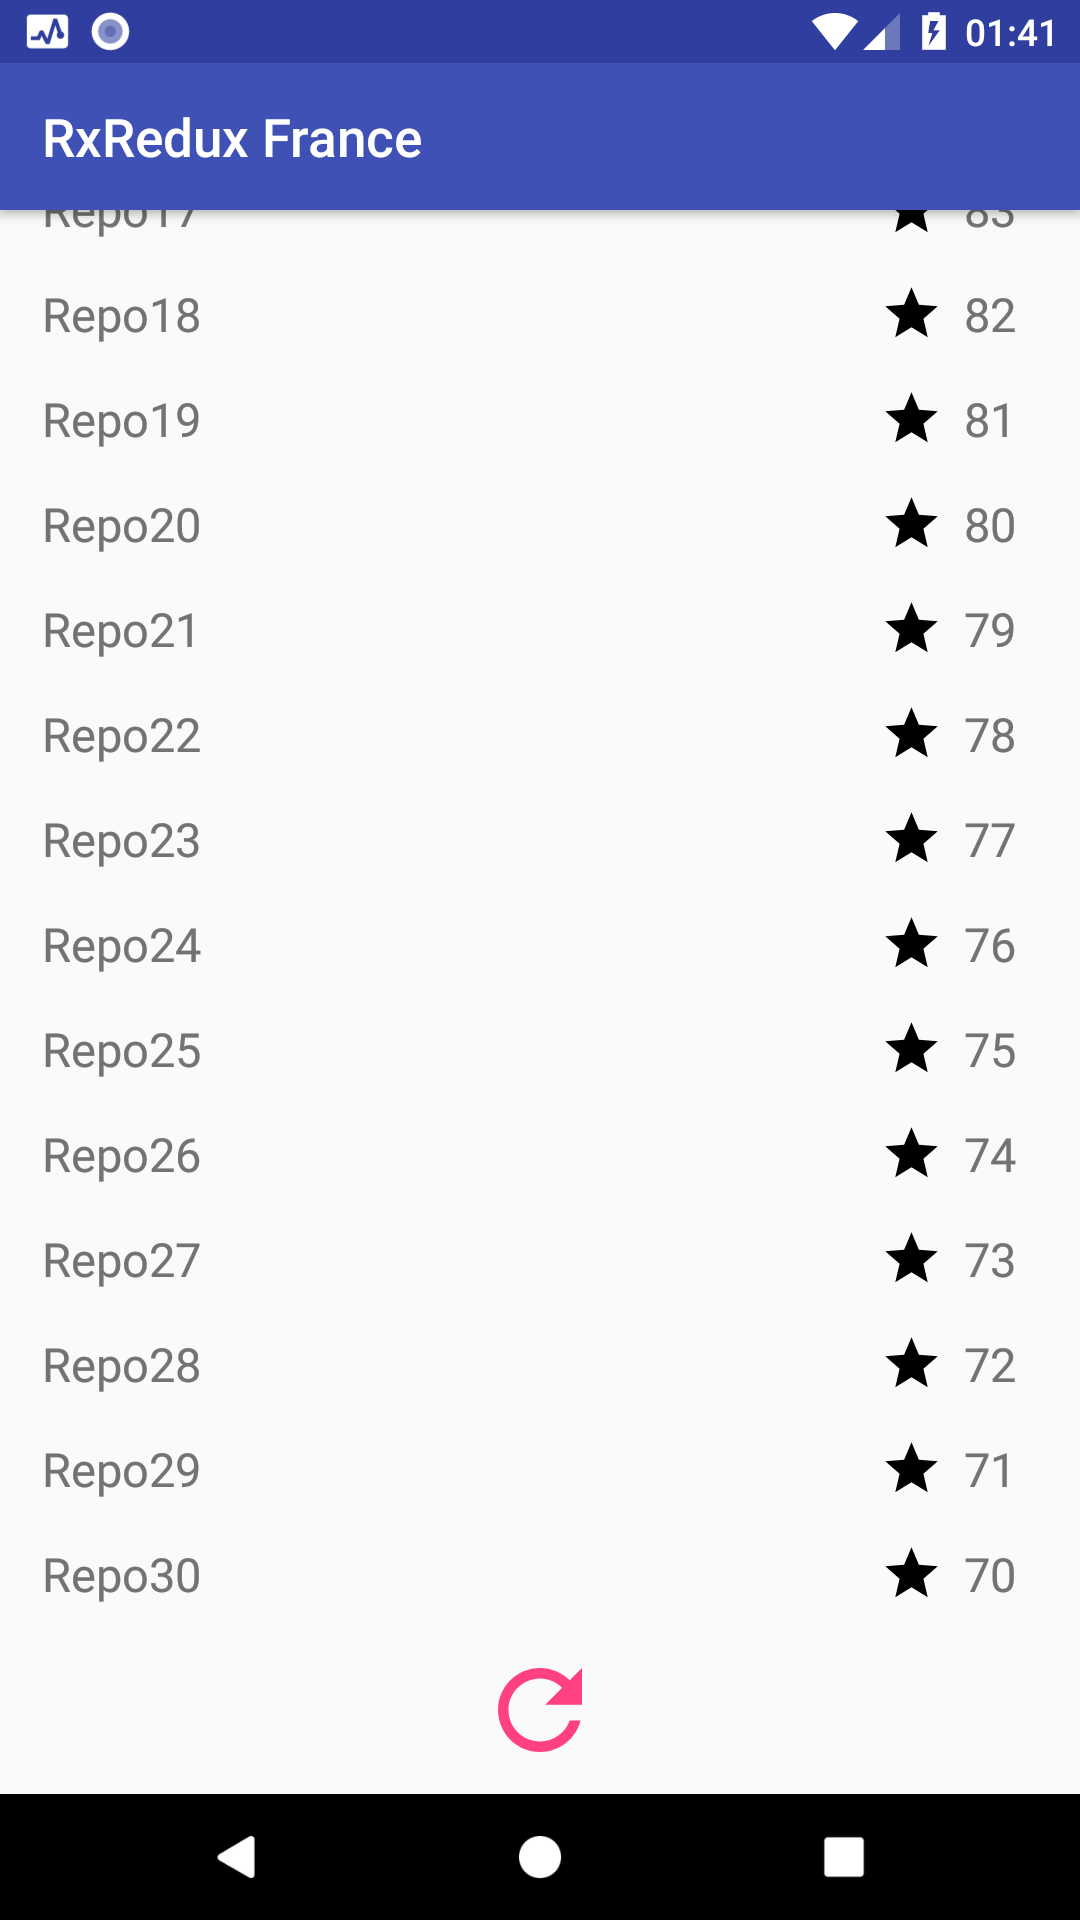 01:41
RxRedux France
Repo17 83
Repo18 82
Repo19 81
Repo20 80
Repo21 79
Repo22 78
Repo23 77
Repo24 76
Repo25 75
Repo26 74
Repo27 73
Repo28 72
Repo29 71
Repo30 70